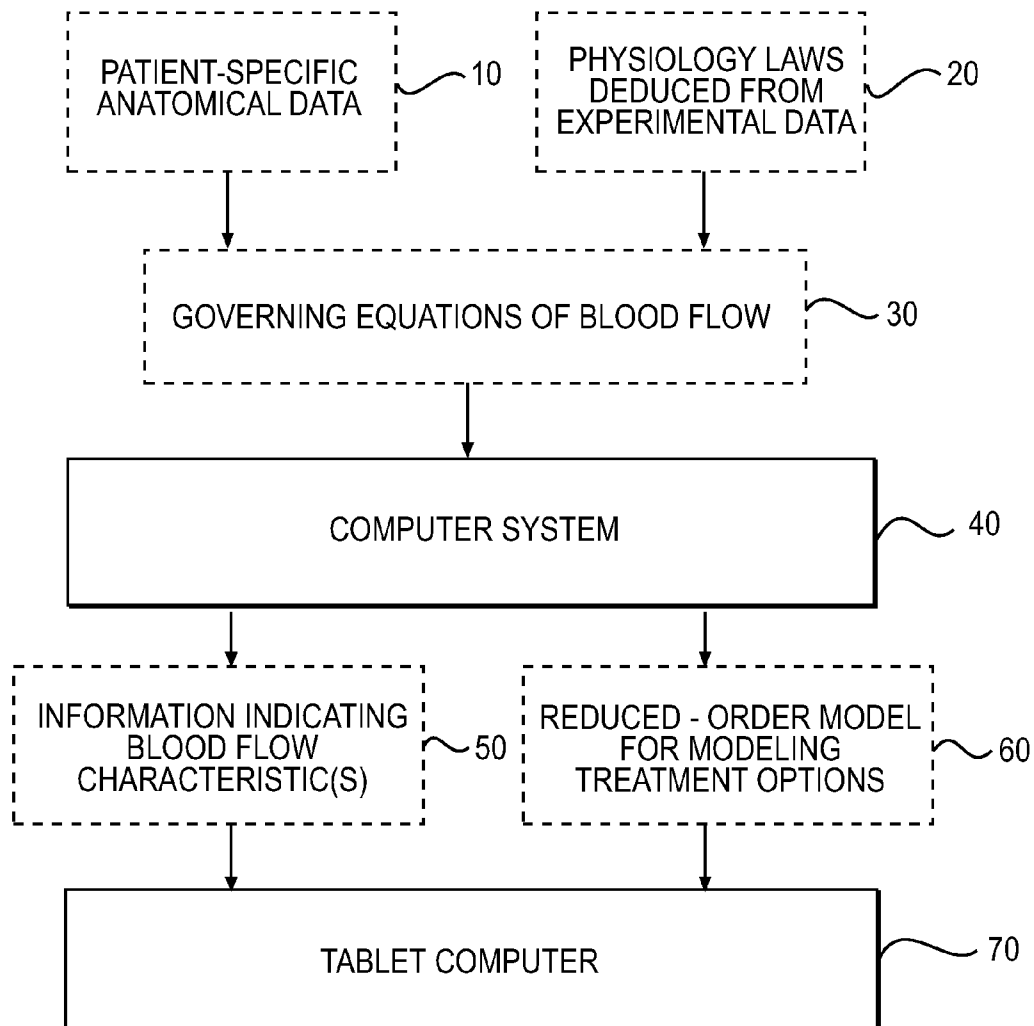 PATIENT-SPECIFIC
ANATOMICAL DATA
10
PHYSIOLOGY LAWS
DEDUCED FROM
EXPERIMENTAL DATA
20
GOVERNING EQUATIONS OF BLOOD FLOW
30
COMPUTER SYSTEM
40
INFORMATION INDICATING
BLOOD FLOW
CHARACTERISTIC(S)
50
REDUCED - ORDER MODEL
FOR MODELING
TREATMENT OPTIONS
60
TABLET COMPUTER
70